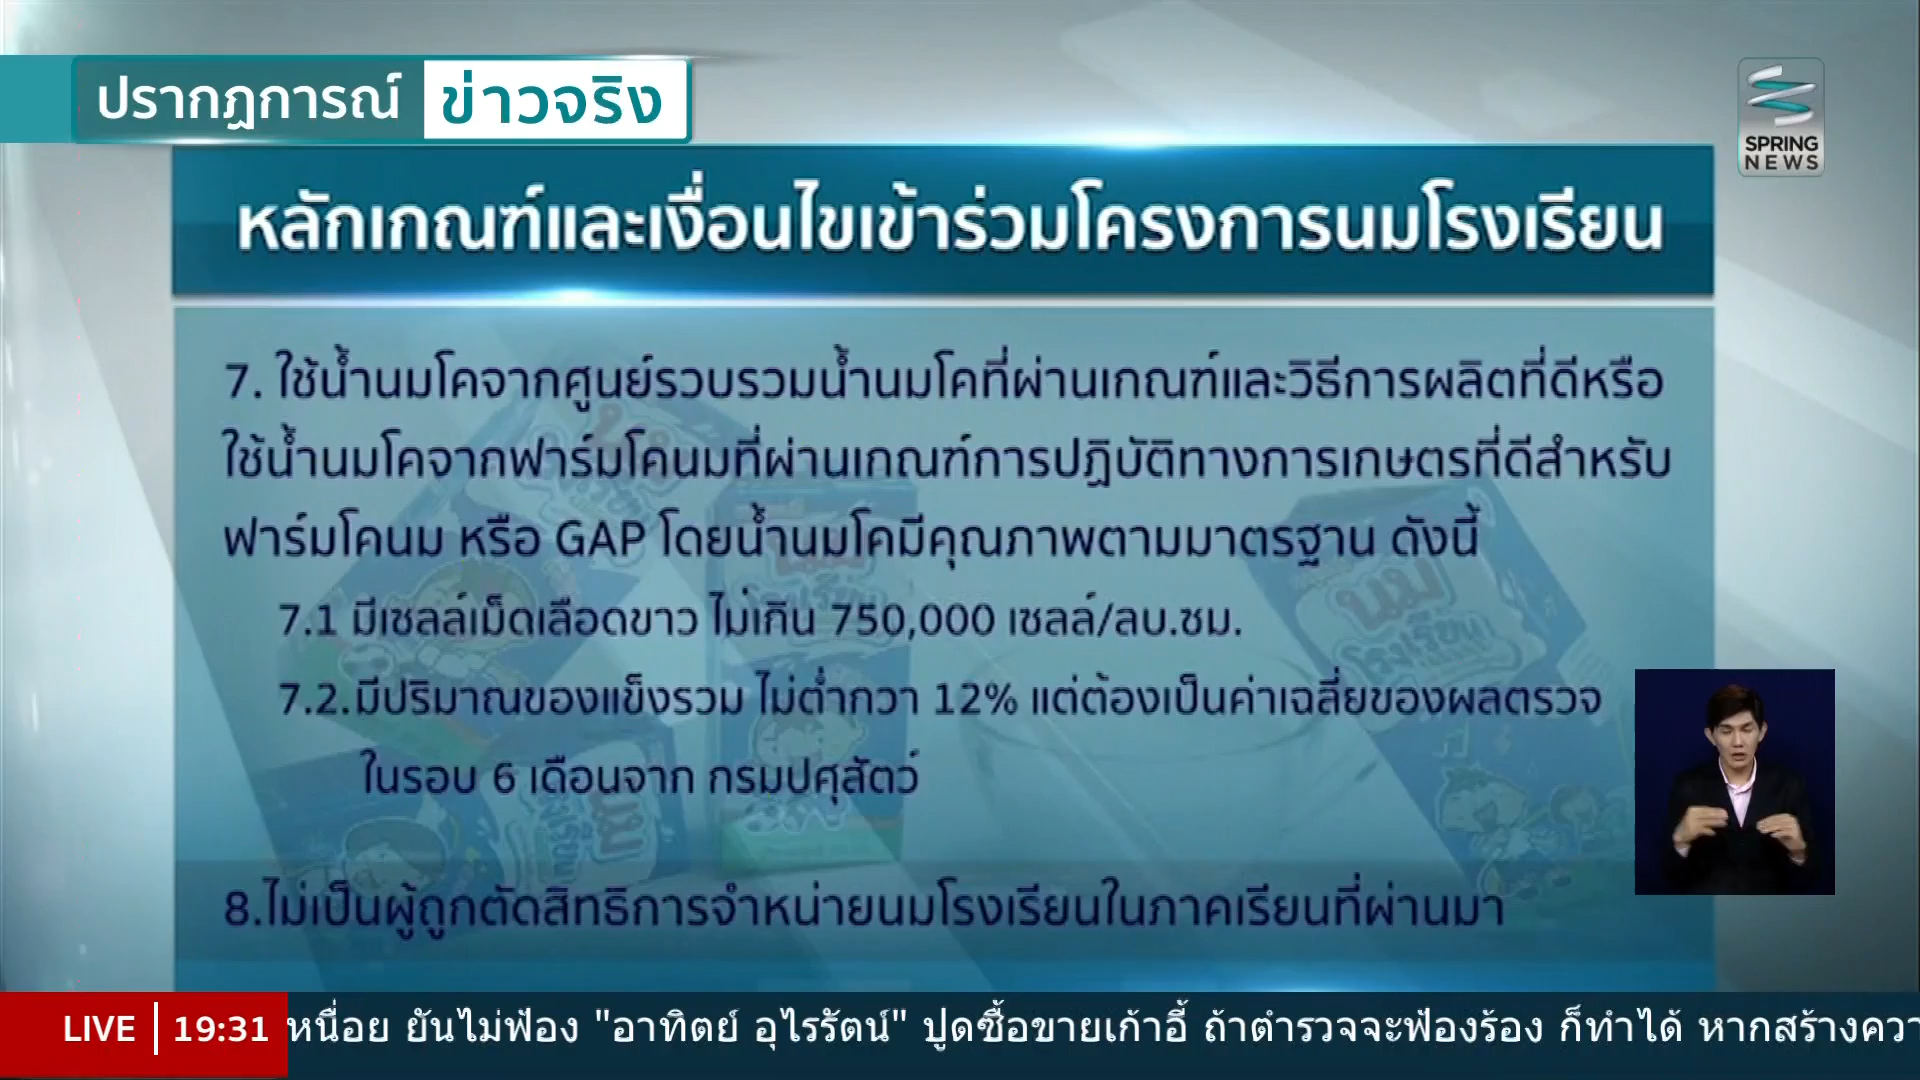 ปรากฏการณ์ ข่าวจริง
SPRING
NEWS
หลักเกณฑ์และเงื่อนไขเข้าร่วมโครงการนมโรงเรียน
7. ใช้น้ำนมโคจากศูนย์รวบรวมน้ำนมโคที่ผ่านเกณฑ์และวิธีการผลิตที่ดีหรือ
ใช้น้ำนมโคจากฟาร์มโคนมที่ผ่านเกณฑ์การปฏิบัติทางการเกษตรที่ดีสำหรับ
ฟาร์มโคนม หรือ GAP โดยน้ำนมโคมีคุณภาพตามมาตรฐาน ดังนี้
7.1 มีเซลล์เม็ดเลือดขาว ไม่เกิน 750,000 เซลล์/ลบ.ซม.
7.2.มีปริมาณของแข็งรวม ไม่ต่ำกวา 12% แต่ต้องเป็นค่าเฉลี่ยของผลตรวจ
ในรอบ 6 เดือนจาก กรมปศุสัตว์
8.ไม่เป็นผู้ถูกตัดสิทธิการจำหน่ายนมโรงเรียนในภาคเรียนที่ผ่านมา
นม
โรงเรียน
LIVE 19:31 หนื่อย ยันไม่ฟ้อง "อาทิตย์ อุไรรัตน์" ปูดซื้อขายเก้าอี้ ถ้าตำรวจจะฟ้องร้อง ก็ทำได้ หากสร้างควา